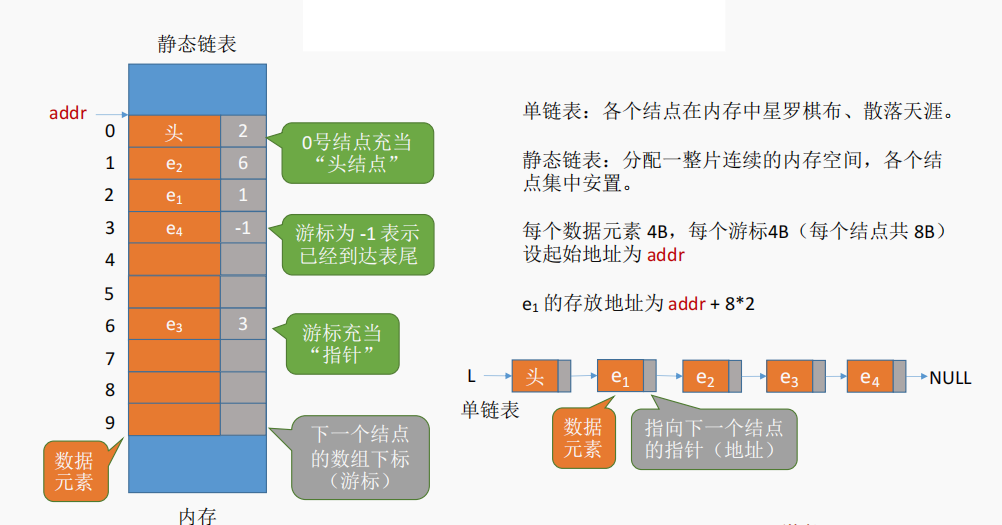 静态链表
addr
0 头 2
1 e₂ 6
2 e₁ 1
3 e₄ -1
4
5
6 e₃ 3
7
8
9
0号结点充当
“头结点”
游标为 -1 表示
已经到达表尾
游标充当
“指针”
下一个结点
的数组下标
（游标）
数据
元素
内存
单链表：各个结点在内存中星罗棋布、散落天涯。
静态链表：分配一整片连续的内存空间，各个结
点集中安置。
每个数据元素 4B，每个游标4B（每个结点共 8B）
设起始地址为 addr
e₁ 的存放地址为 addr + 8*2
L 头 e₁ e₂ e₃ e₄ NULL
单链表
数据
元素
指向下一个结点
的指针（地址）